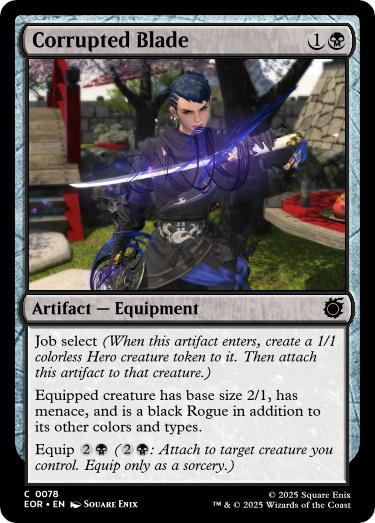 Corrupted Blade 1
Artifact — Equipment
Job select (When this artifact enters, create a 1/1
colorless Hero creature token to it. Then attach
this artifact to that creature.)
Equipped creature has base size 2/1, has
menace, and is a black Rogue in addition to
its other colors and types.
Equip 2 ( 2 : Attach to target creature you
control. Equip only as a sorcery.)
C 0078
EOR • EN Square Enix
© 2025 Square Enix
™ & © 2025 Wizards of the Coast